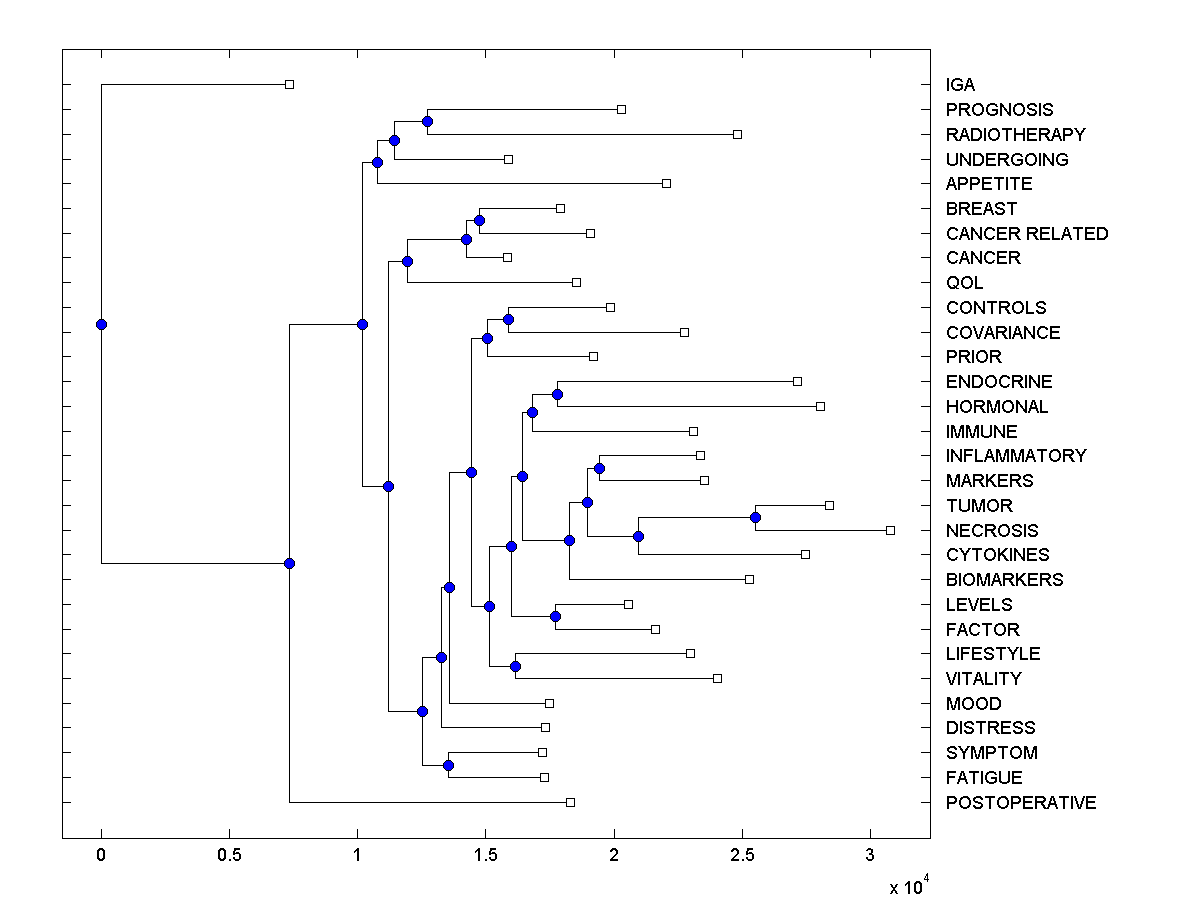 IGA
PROGNOSIS
RADIOTHERAPY
UNDERGOING
APPETITE
BREAST
CANCER RELATED
CANCER
QOL
CONTROLS
COVARIANCE
PRIOR
ENDOCRINE
HORMONAL
IMMUNE
INFLAMMATORY
MARKERS
TUMOR
NECROSIS
CYTOKINES
BIOMARKERS
LEVELS
FACTOR
LIFESTYLE
VITALITY
MOOD
DISTRESS
SYMPTOM
FATIGUE
POSTOPERATIVE
0 0.5 1 1.5 2 2.5 3
x 10^4